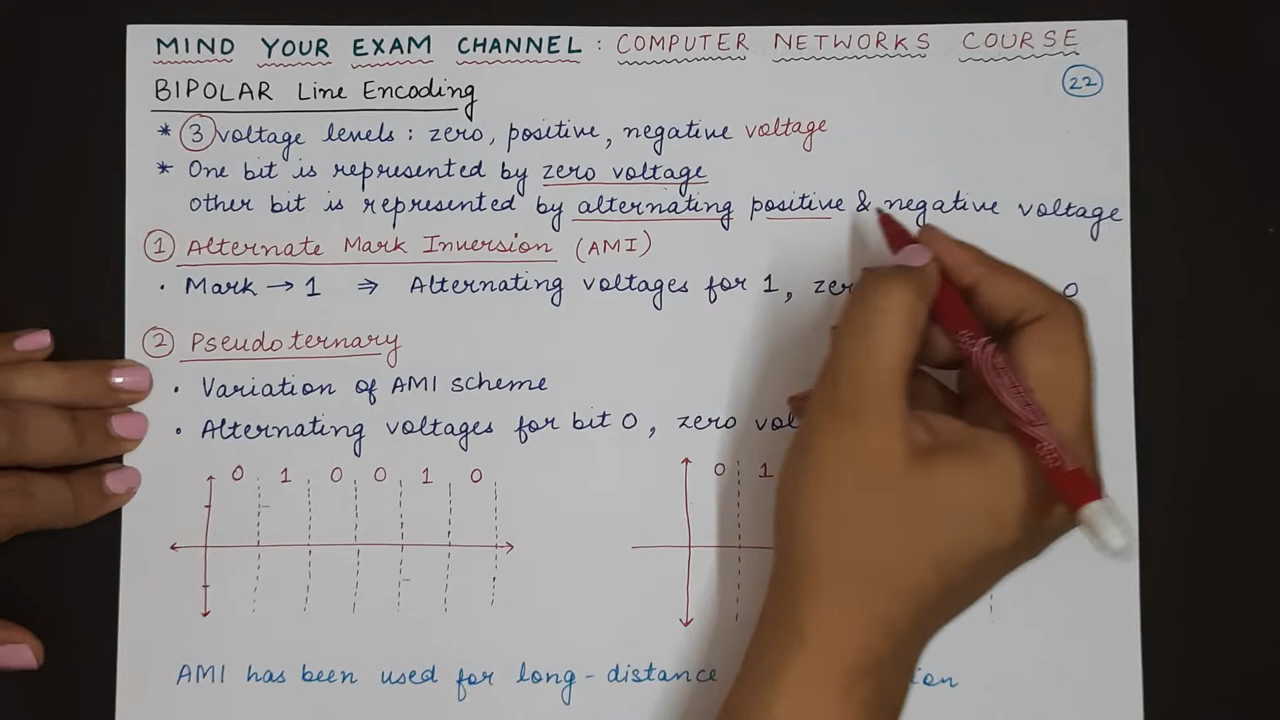 MIND YOUR EXAM CHANNEL : COMPUTER NETWORKS COURSE
22
BIPOLAR Line Encoding
* 3 voltage levels : zero, positive, negative voltage
* One bit is represented by zero voltage
other bit is represented by alternating positive & negative voltage
1 Alternate Mark Inversion (AMI)
· Mark → 1 ⇒ Alternating voltages for 1, 0
2 Pseudoternary
· Variation of AMI scheme
· Alternating voltages for bit 0, zero
0 1 0 0 1 0 0 1
AMI has been used for long-distance